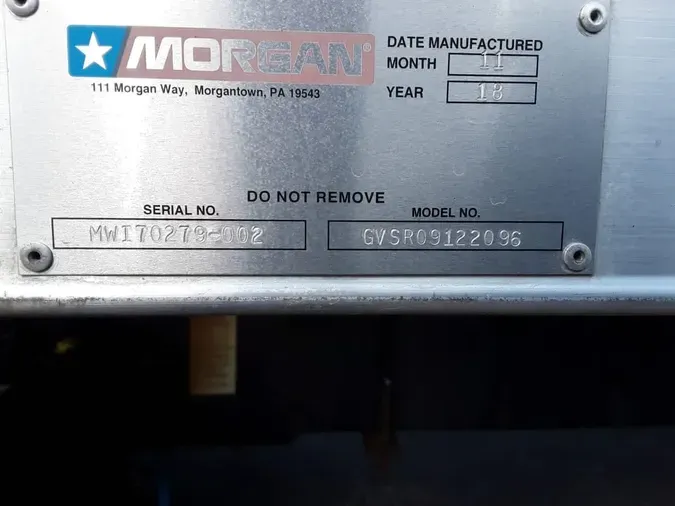 MORGAN®
111 Morgan Way, Morgantown, PA 19543
DATE MANUFACTURED
MONTH 11
YEAR 18
DO NOT REMOVE
SERIAL NO.
MWI70279-002
MODEL NO.
GVSR09122096